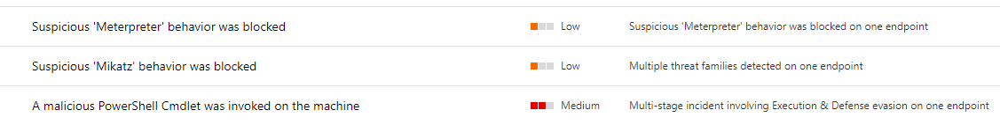 Suspicious 'Meterpreter' behavior was blocked Low Suspicious 'Meterpreter' behavior was blocked on one endpoint
Suspicious 'Mikatz' behavior was blocked Low Multiple threat families detected on one endpoint
A malicious PowerShell Cmdlet was invoked on the machine Medium Multi-stage incident involving Execution & Defense evasion on one endpoint